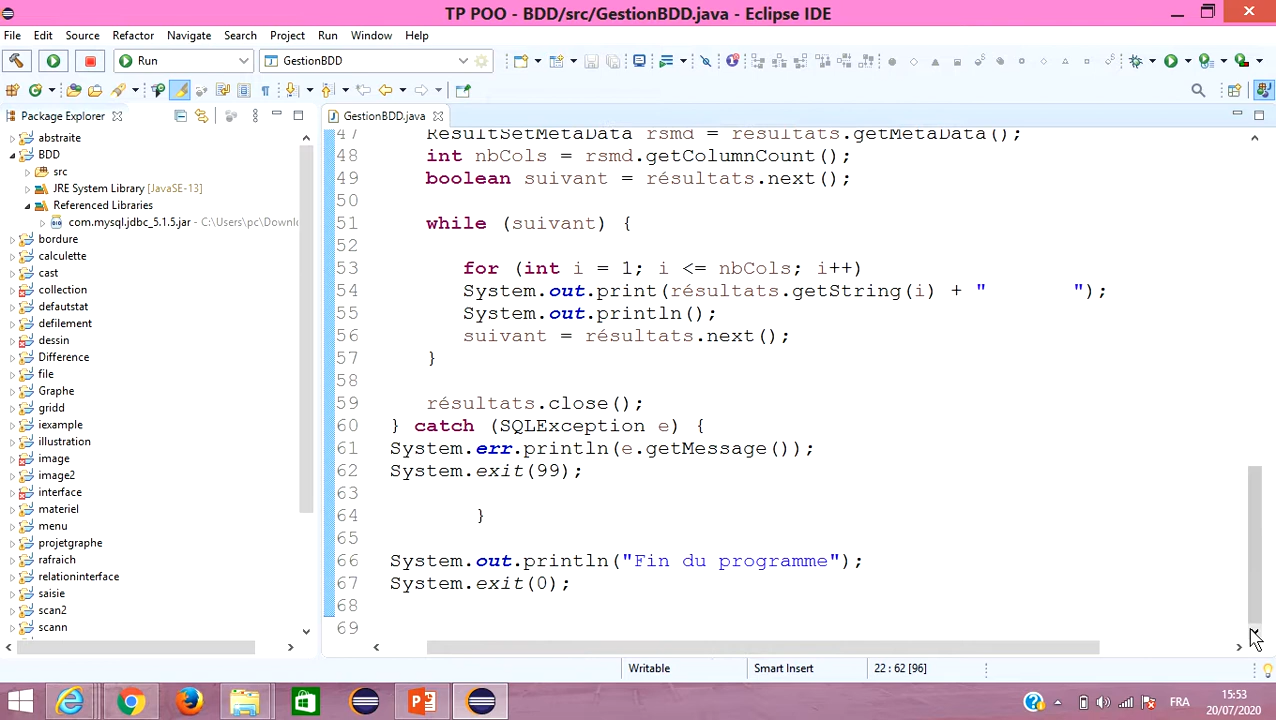 TP POO - BDD/src/GestionBDD.java - Eclipse IDE
File Edit Source Refactor Navigate Search Project Run Window Help
Run GestionBDD
Package Explorer
GestionBDD.java
abstraite
BDD
src
JRE System Library [JavaSE-13]
Referenced Libraries
com.mysql.jdbc_5.1.5.jar - C:\Users\pc\Downl
bordure
calculette
cast
collection
defautstat
defilement
dessin
Difference
file
Graphe
gridd
iexample
illustration
image
image2
interface
materiel
menu
projetgraphe
rafraich
relationinterface
saisie
scan2
scann
47 ResultSetMetaData rsmd = résultats.getMetaData();
48 int nbCols = rsmd.getColumnCount();
49 boolean suivant = résultats.next();
50
51 while (suivant) {
52
53 for (int i = 1; i <= nbCols; i++)
54 System.out.print(résultats.getString(i) + "       ");
55 System.out.println();
56 suivant = résultats.next();
57 }
58
59 résultats.close();
60 } catch (SQLException e) {
61 System.err.println(e.getMessage());
62 System.exit(99);
63
64 }
65
66 System.out.println("Fin du programme");
67 System.exit(0);
68
69
Writable Smart Insert 22 : 62 [96]
FRA
15:53
20/07/2020